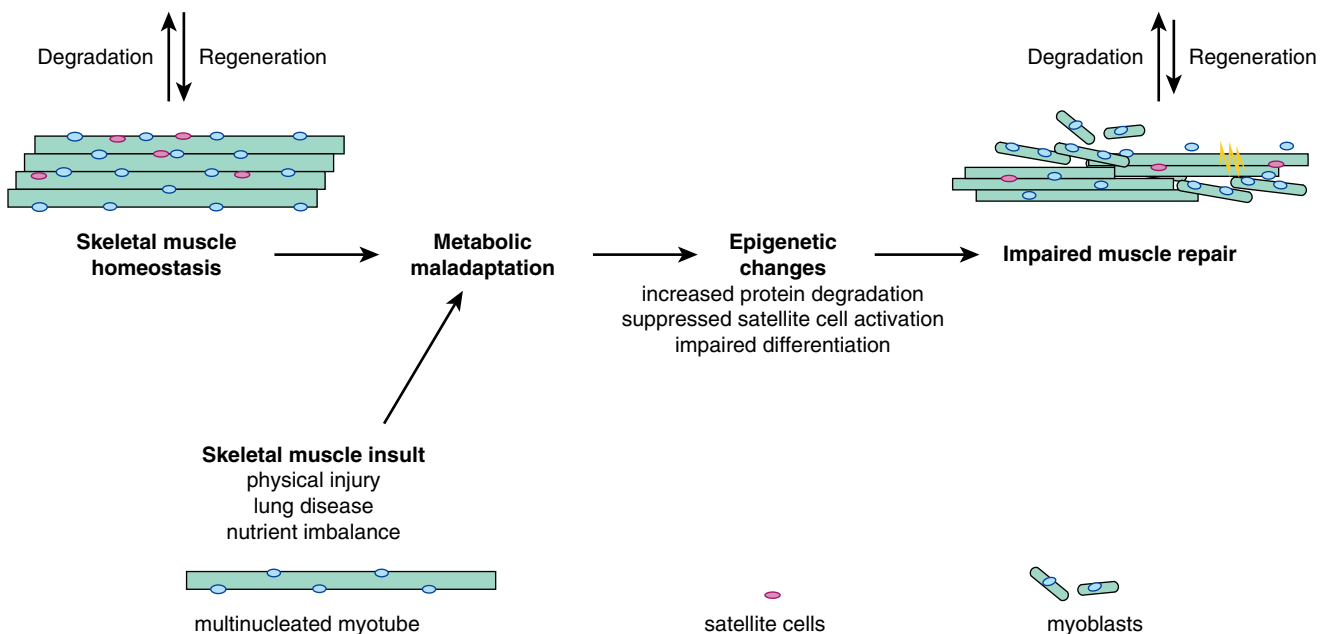 Degradation
Regeneration
Degradation
Regeneration
Skeletal muscle
homeostasis
Metabolic
maladaptation
Epigenetic
changes
increased protein degradation
suppressed satellite cell activation
impaired differentiation
Impaired muscle repair
Skeletal muscle insult
physical injury
lung disease
nutrient imbalance
multinucleated myotube
satellite cells
myoblasts